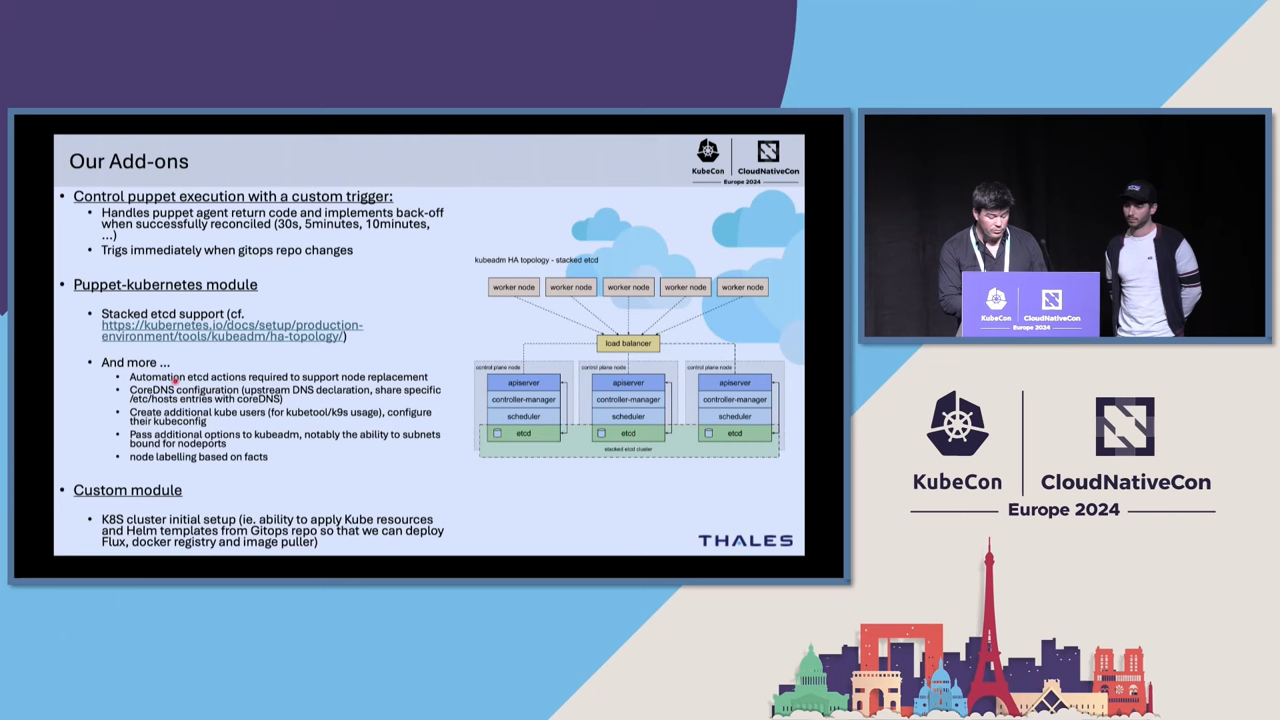 Our Add-ons
KubeCon
CloudNativeCon
Europe 2024
• Control puppet execution with a custom trigger:
• Handles puppet agent return code and implements back-off
when successfully reconciled (30s, 5minutes, 10minutes,
...)
• Trigs immediately when gitops repo changes
• Puppet-kubernetes module
• Stacked etcd support (cf.
https://kubernetes.io/docs/setup/production-
environment/tools/kubeadm/ha-topology/)
• And more ...
• Automation etcd actions required to support node replacement
• CoreDNS configuration (upstream DNS declaration, share specific
/etc/hosts entries with coreDNS)
• Create additional kube users (for kubetool/k9s usage), configure
their kubeconfig
• Pass additional options to kubeadm, notably the ability to subnets
bound for nodeports
• node labelling based on facts
• Custom module
• K8S cluster initial setup (ie. ability to apply Kube resources
and Helm templates from Gitops repo so that we can deploy
Flux, docker registry and image puller)
kubeadm HA topology - stacked etcd
worker node worker node worker node worker node worker node
load balancer
control plane node control plane node control plane node
apiserver apiserver apiserver
controller-manager controller-manager controller-manager
scheduler scheduler scheduler
etcd etcd etcd
stacked etcd cluster
THALES
KubeCon
CloudNativeCon
Europe 2024
KubeCon
CloudNativeCon
Europe 2024